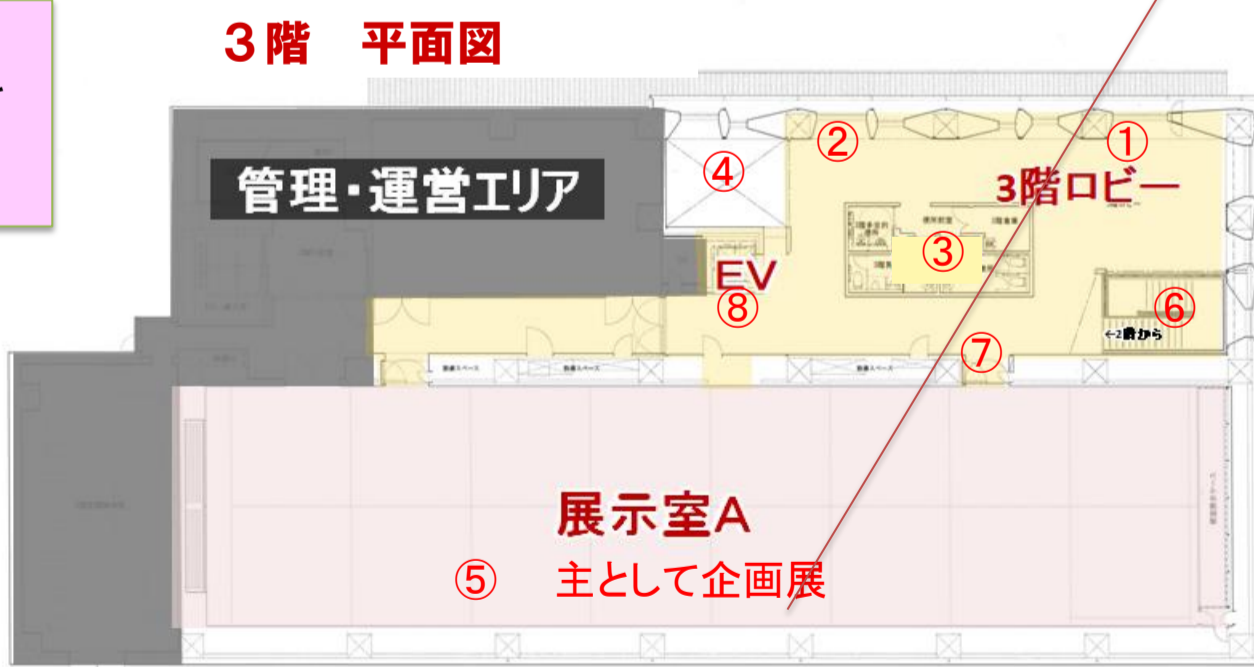 3階 平面図
②
①
④
管理・運営エリア
3階ロビー
③
EV
⑧
⑥
←2階から
⑦
展示室A
⑤ 主として企画展